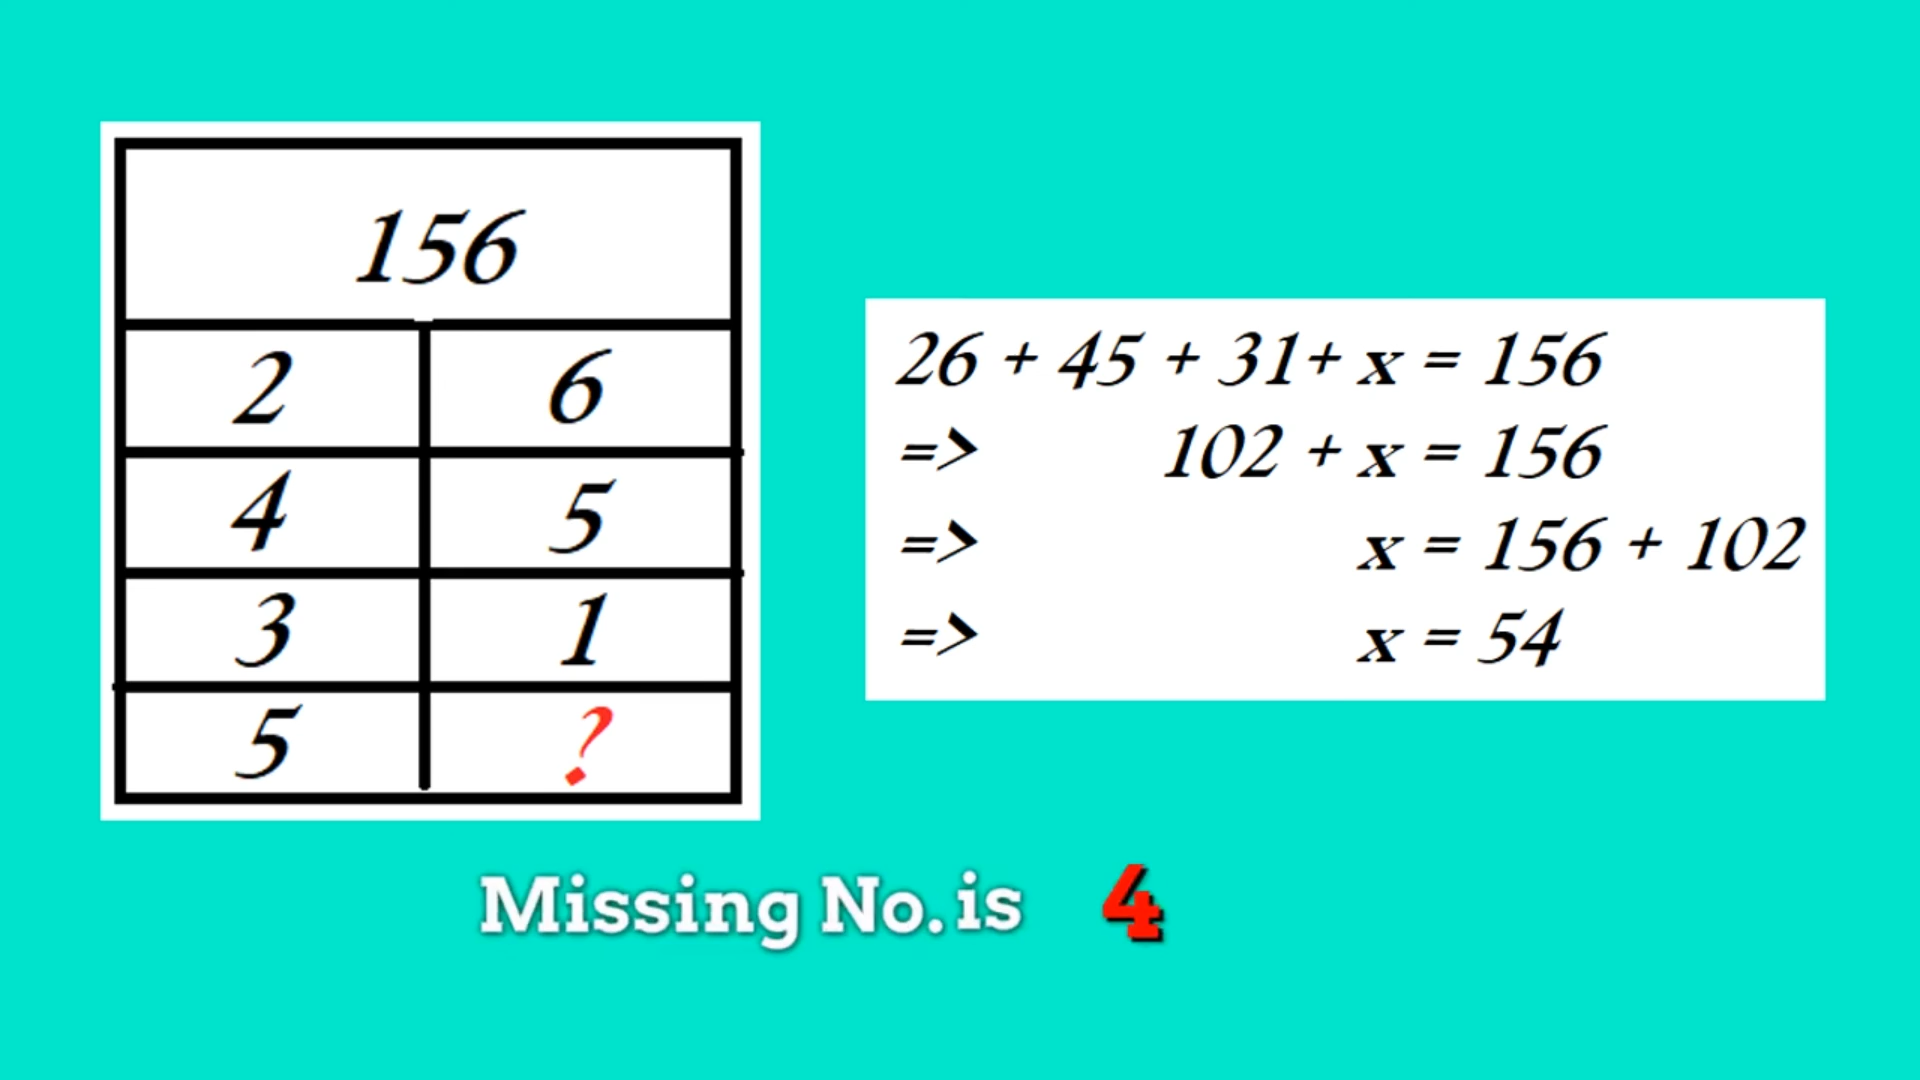 156
2 6
4 5
3 1
5 ?
26 + 45 + 31+ x = 156
=> 102 + x = 156
=> x = 156 + 102
=> x = 54
Missing No. is 4